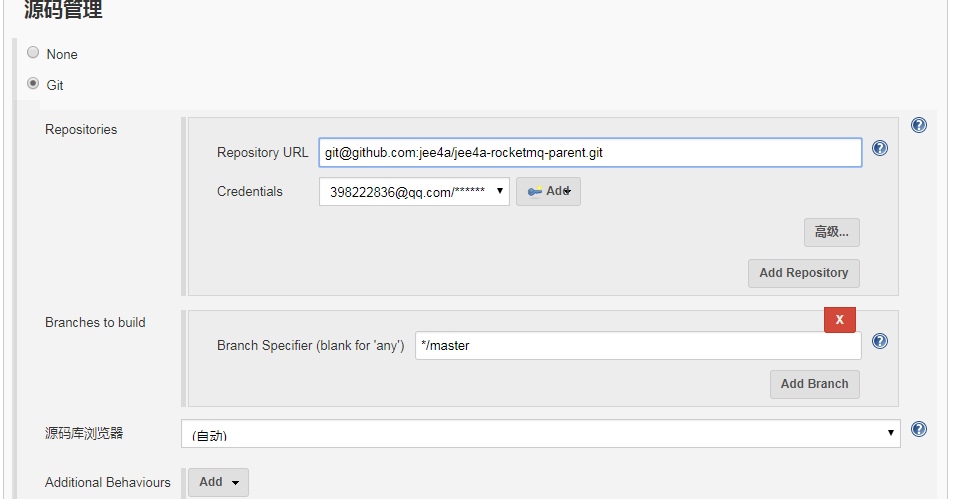 源码管理
None
Git
Repositories
Repository URL git@github.com:jee4a/jee4a-rocketmq-parent.git
Credentials 398222836@qq.com/****** Add
高级...
Add Repository
Branches to build
X
Branch Specifier (blank for 'any') */master
Add Branch
源码库浏览器 (自动)
Additional Behaviours Add